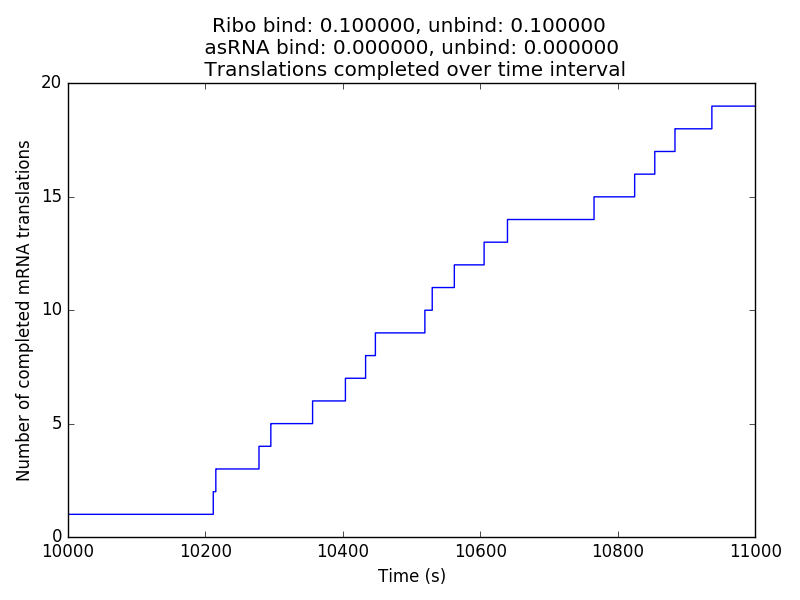 Ribo bind: 0.100000, unbind: 0.100000
asRNA bind: 0.000000, unbind: 0.000000
Translations completed over time interval
20
15
10
5
0
Number of completed mRNA translations
10000 10200 10400 10600 10800 11000
Time (s)